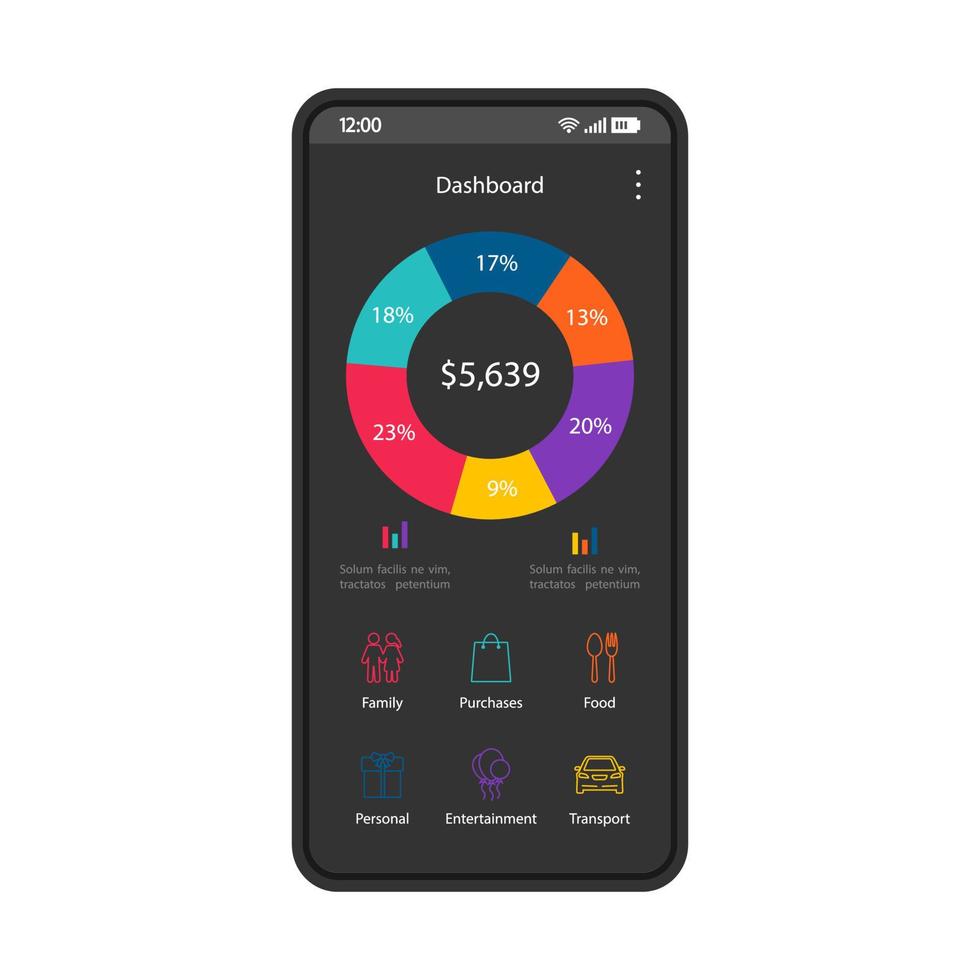 12:00
Dashboard
17%
18%
13%
$5,639
23%
20%
9%
Solum facilis ne vim,
tractatos petentium
Solum facilis ne vim,
tractatos petentium
Family
Purchases
Food
Personal
Entertainment
Transport